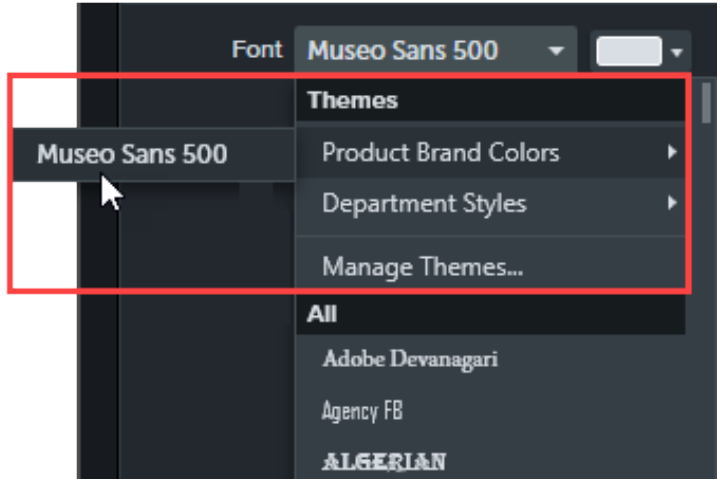 Font Museo Sans 500
Themes
Museo Sans 500
Product Brand Colors
Department Styles
Manage Themes...
All
Adobe Devanagari
Agency FB
ALGERIAN